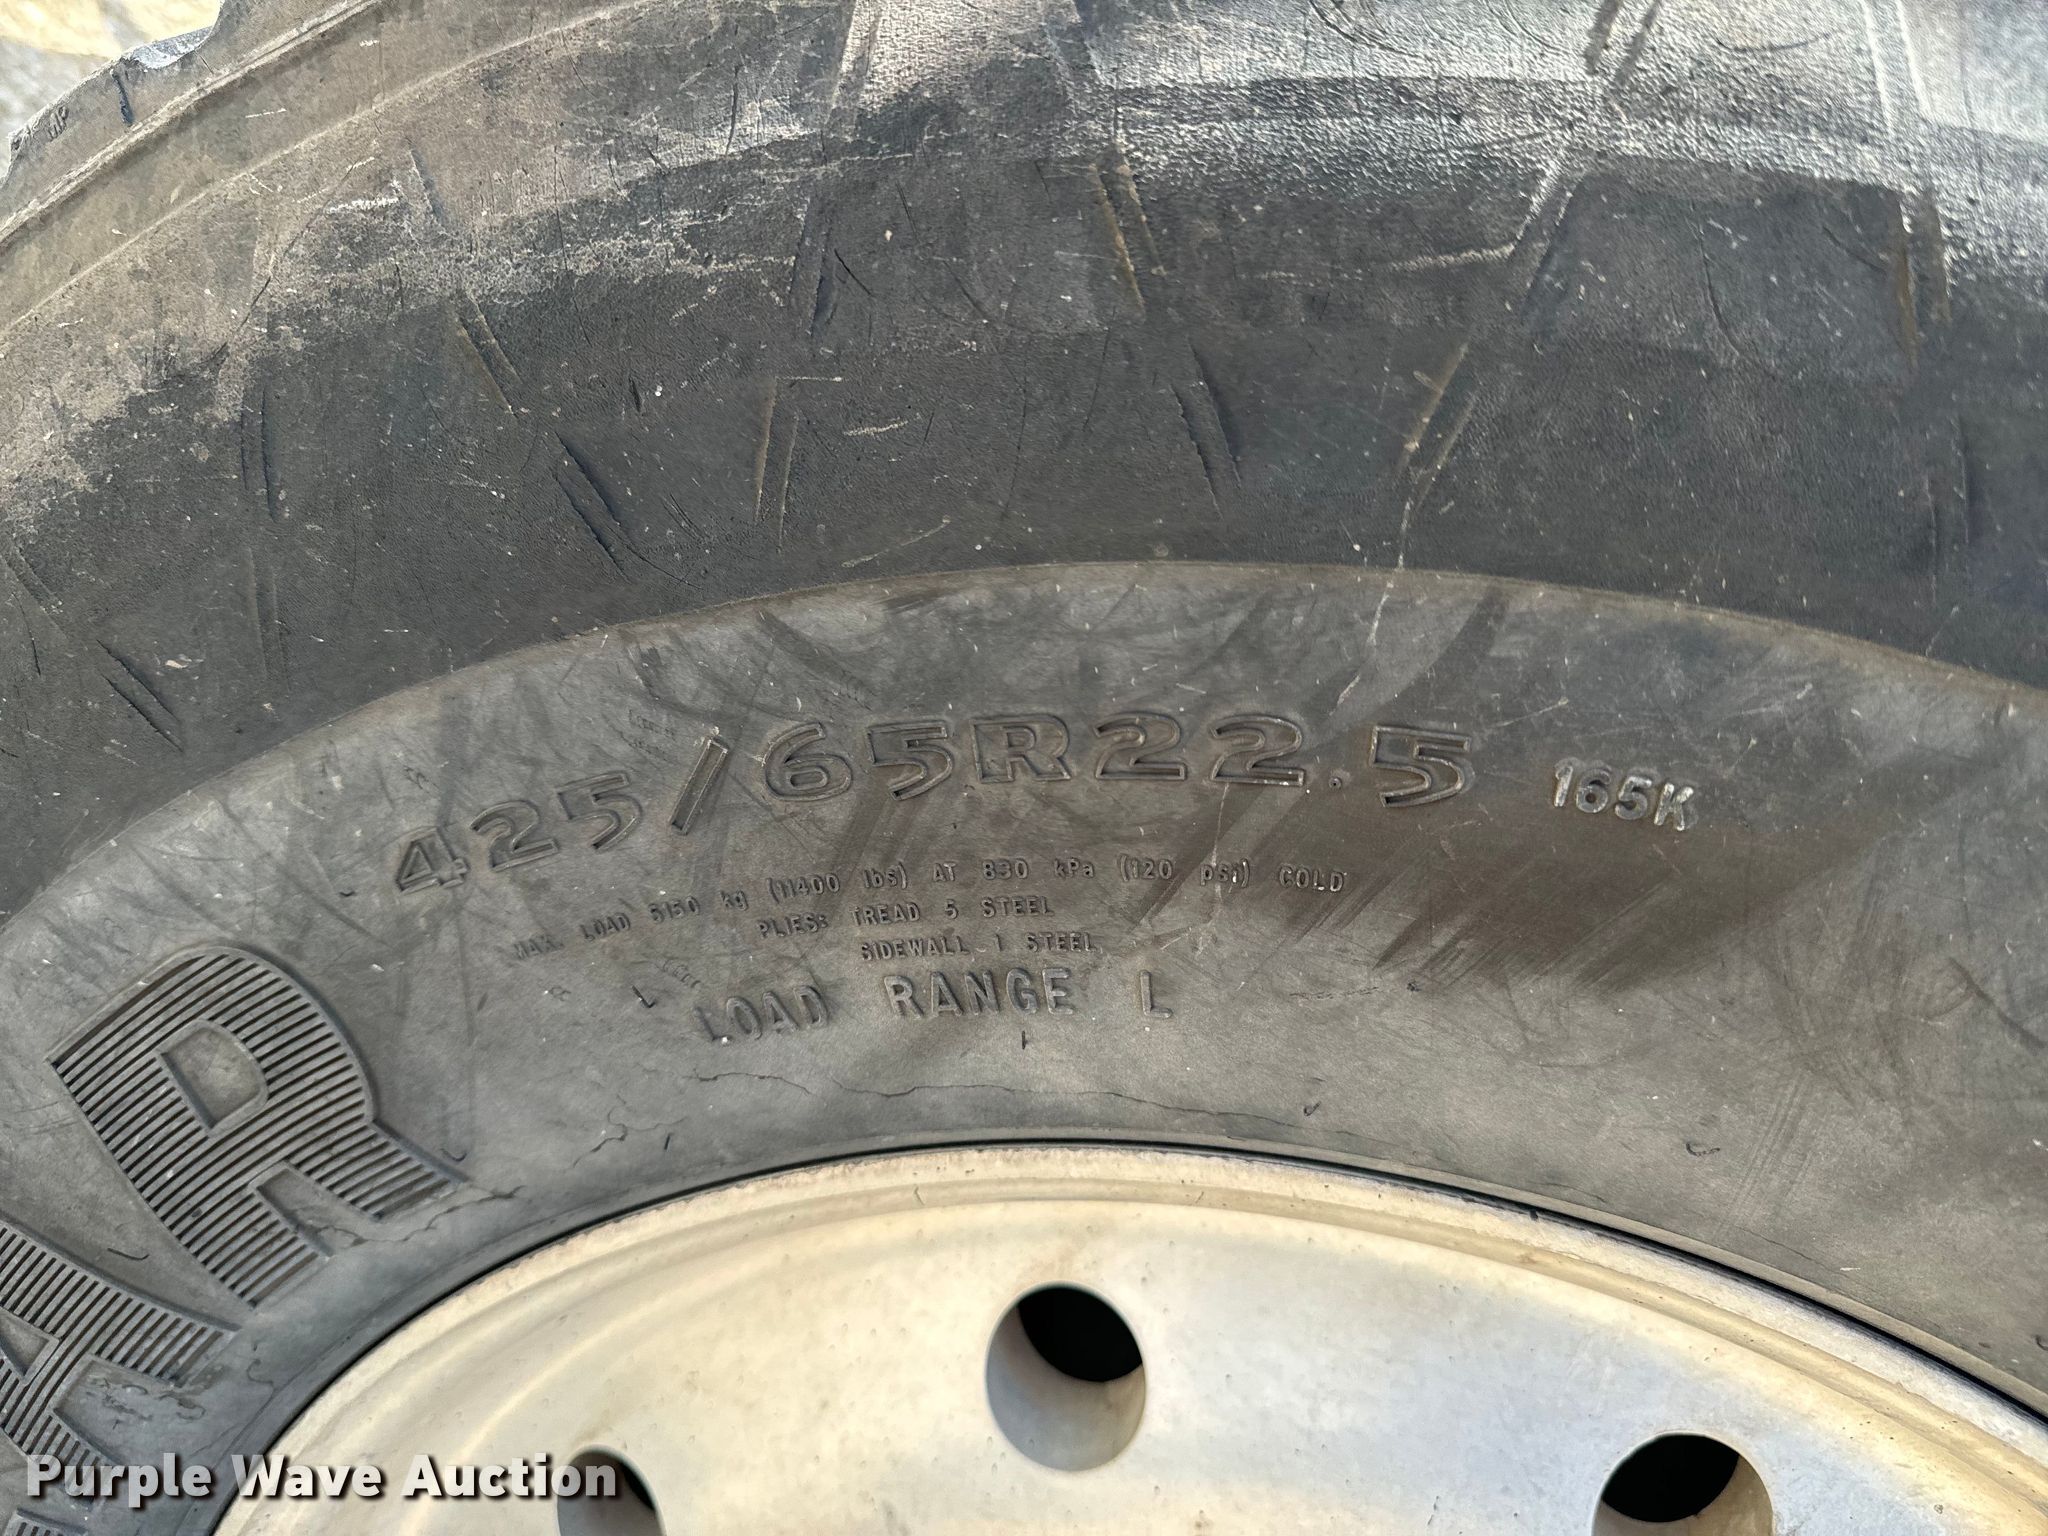 425/65R22.5 165K
MAX. LOAD 5150 kg (11400 lbs) AT 830 kPa (120 psi) COLD
PLIES: TREAD 5 STEEL
SIDEWALL 1 STEEL
LOAD RANGE L
Purple Wave Auction